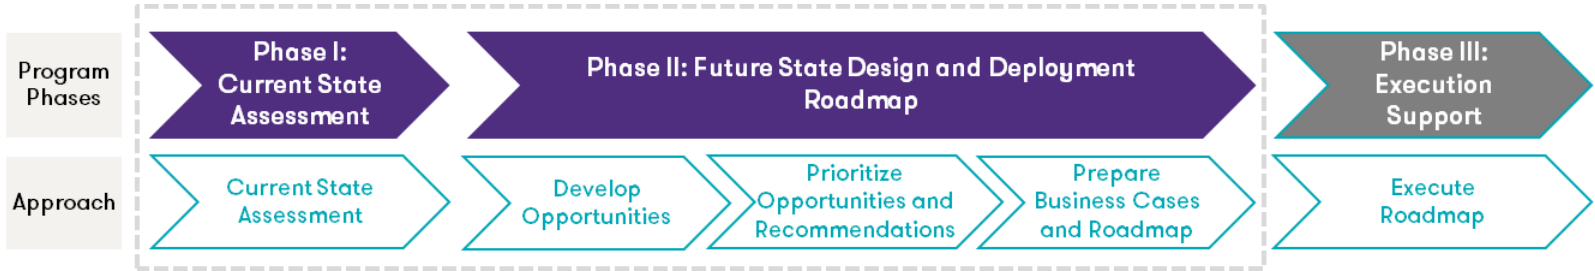 Program
Phases
Phase I:
Current State
Assessment
Phase II: Future State Design and Deployment
Roadmap
Phase III:
Execution
Support
Approach
Current State
Assessment
Develop
Opportunities
Prioritize
Opportunities and
Recommendations
Prepare
Business Cases
and Roadmap
Execute
Roadmap